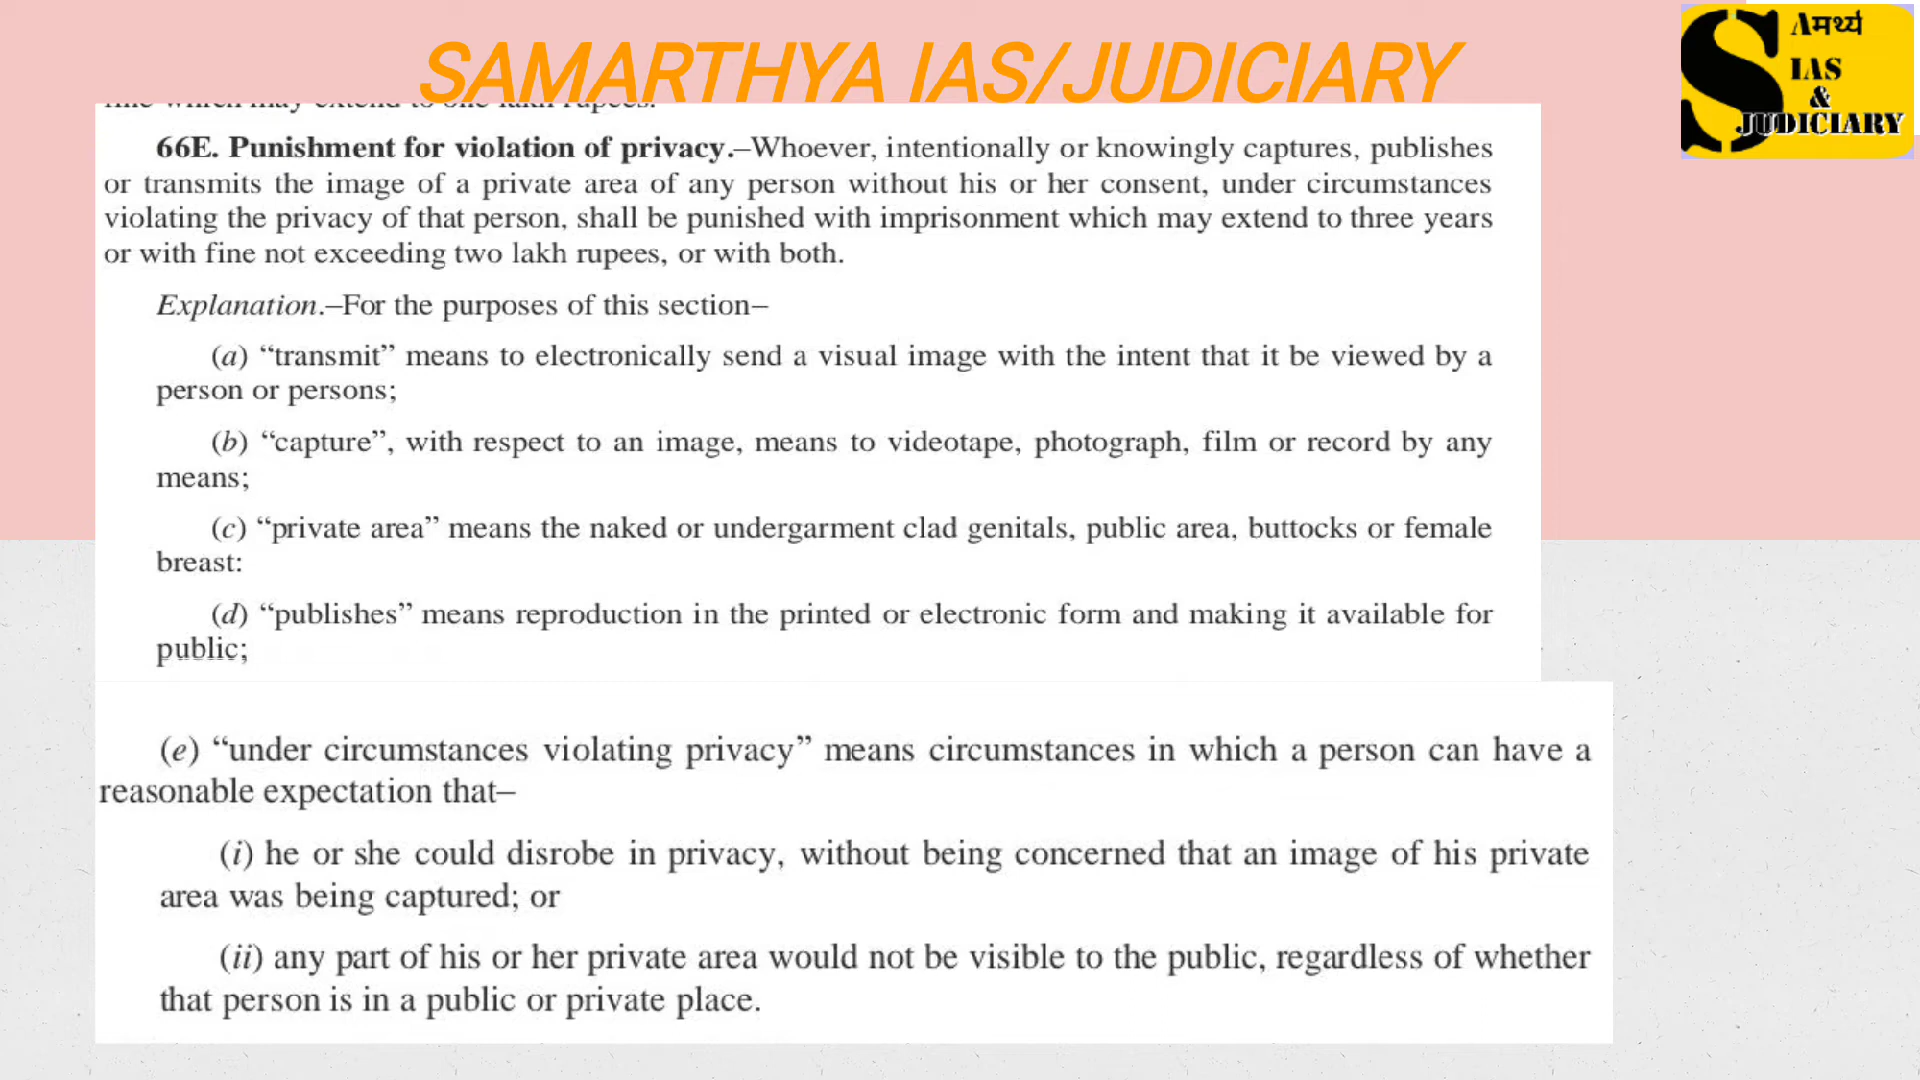 SAMARTHYA IAS/JUDICIARY
Aमर्थ्य
IAS
&
JUDICIARY
fine which may extend to one lakh rupees.
66E. Punishment for violation of privacy.–Whoever, intentionally or knowingly captures, publishes
or transmits the image of a private area of any person without his or her consent, under circumstances
violating the privacy of that person, shall be punished with imprisonment which may extend to three years
or with fine not exceeding two lakh rupees, or with both.
Explanation.–For the purposes of this section–
(a) “transmit” means to electronically send a visual image with the intent that it be viewed by a
person or persons;
(b) “capture”, with respect to an image, means to videotape, photograph, film or record by any
means;
(c) “private area” means the naked or undergarment clad genitals, public area, buttocks or female
breast:
(d) “publishes” means reproduction in the printed or electronic form and making it available for
public;
(e) “under circumstances violating privacy” means circumstances in which a person can have a
reasonable expectation that–
(i) he or she could disrobe in privacy, without being concerned that an image of his private
area was being captured; or
(ii) any part of his or her private area would not be visible to the public, regardless of whether
that person is in a public or private place.